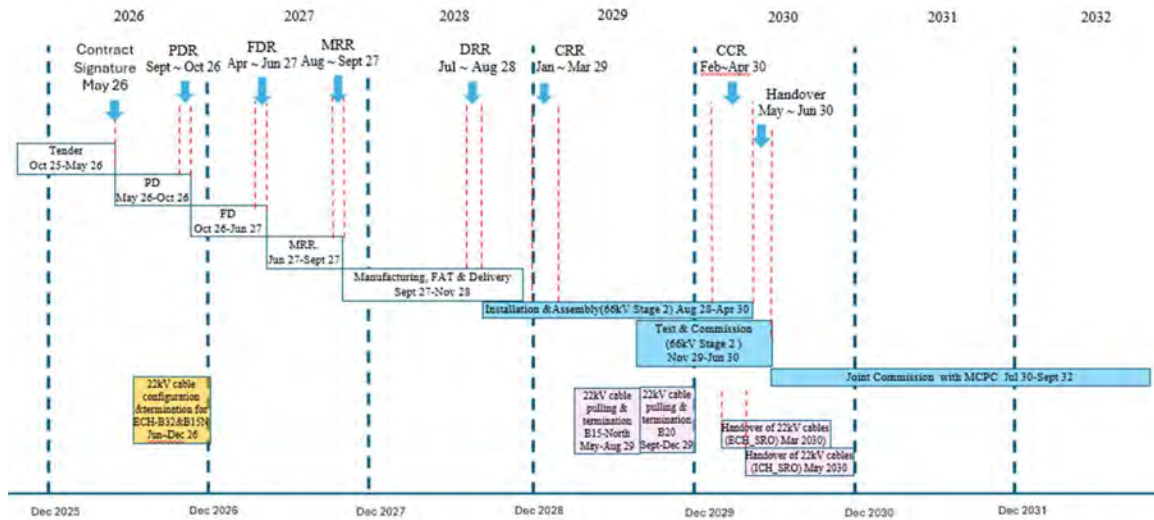 2026 2027 2028 2029 2030 2031 2032
Contract
Signature
May 26
PDR
Sept ~ Oct 26
FDR
Apr ~ Jun 27
MRR
Aug ~ Sept 27
DRR
Jul ~ Aug 28
CRR
Jan ~ Mar 29
CCR
Feb~Apr 30
Handover
May ~ Jun 30
Tender
Oct 25-May 26
PD
May 26-Oct 26
FD
Oct 26-Jun 27
MRR.
Jun 27-Sept 27
Manufacturing, FAT & Delivery
Sept 27-Nov 28
Installation &Assembly(66kV Stage 2) Aug 28-Apr 30
Test & Commission
(66kV Stage 2 )
Nov 29-Jun 30
Joint Commission with MCPC Jul 30-Sept 32
22kV cable
configuration
&termination for
ECH-B32&B15N
Jun~Dec 26
22kV cable
pulling &
termination
B15-North
May-Aug 29
22kV cable
pulling &
termination
B20
Sept-Dec 29
Handover of 22kV cables
(ECH_SRO) Mar 2030)
Handover of 22kV cables
(ICH_SRO) May 2030
Dec 2025 Dec 2026 Dec 2027 Dec 2028 Dec 2029 Dec 2030 Dec 2031